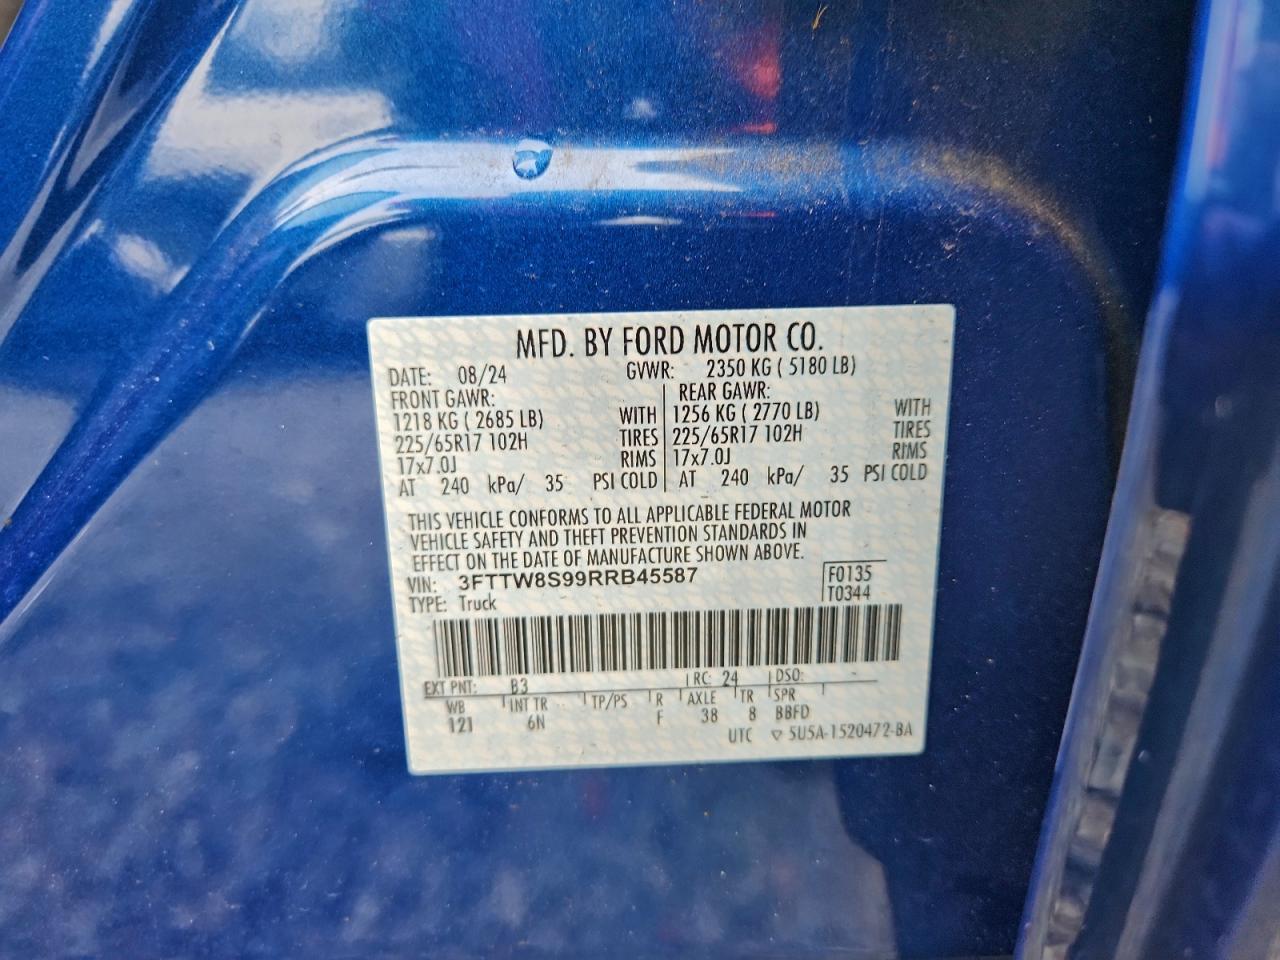 MFD. BY FORD MOTOR CO.
DATE: 08/24 GVWR: 2350 KG ( 5180 LB)
FRONT GAWR: REAR GAWR:
1218 KG ( 2685 LB) WITH 1256 KG ( 2770 LB) WITH
225/65R17 102H TIRES 225/65R17 102H TIRES
17x7.0J RIMS 17x7.0J RIMS
AT 240 kPa/ 35 PSI COLD AT 240 kPa/ 35 PSI COLD
THIS VEHICLE CONFORMS TO ALL APPLICABLE FEDERAL MOTOR
VEHICLE SAFETY AND THEFT PREVENTION STANDARDS IN
EFFECT ON THE DATE OF MANUFACTURE SHOWN ABOVE.
VIN: 3FTTW8S99RRB45587 F0135
TYPE: Truck T0344
EXT PNT: B3 RC: 24 DSO:
WB INT TR TP/PS R AXLE TR SPR
121 6N F 38 8 BBFD
UTC ▽ 5U5A-1520472-BA